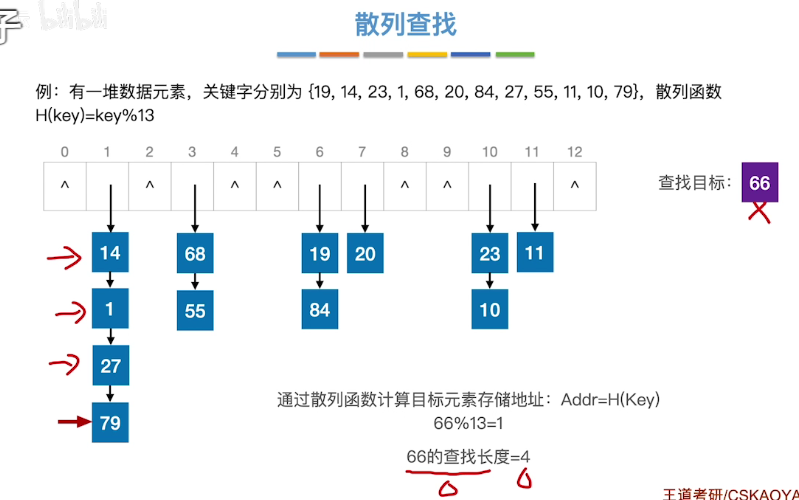 子 bilibili
散列查找
例：有一堆数据元素，关键字分别为 {19, 14, 23, 1, 68, 20, 84, 27, 55, 11, 10, 79}，散列函数
H(key)=key%13
0 1 2 3 4 5 6 7 8 9 10 11 12
^ ^ ^ ^ ^ ^ ^
查找目标： 66
14 68 19 20 23 11
1 55 84 10
27
79
通过散列函数计算目标元素存储地址：Addr=H(Key)
66%13=1
66的查找长度=4
王道考研/CSKAOYA